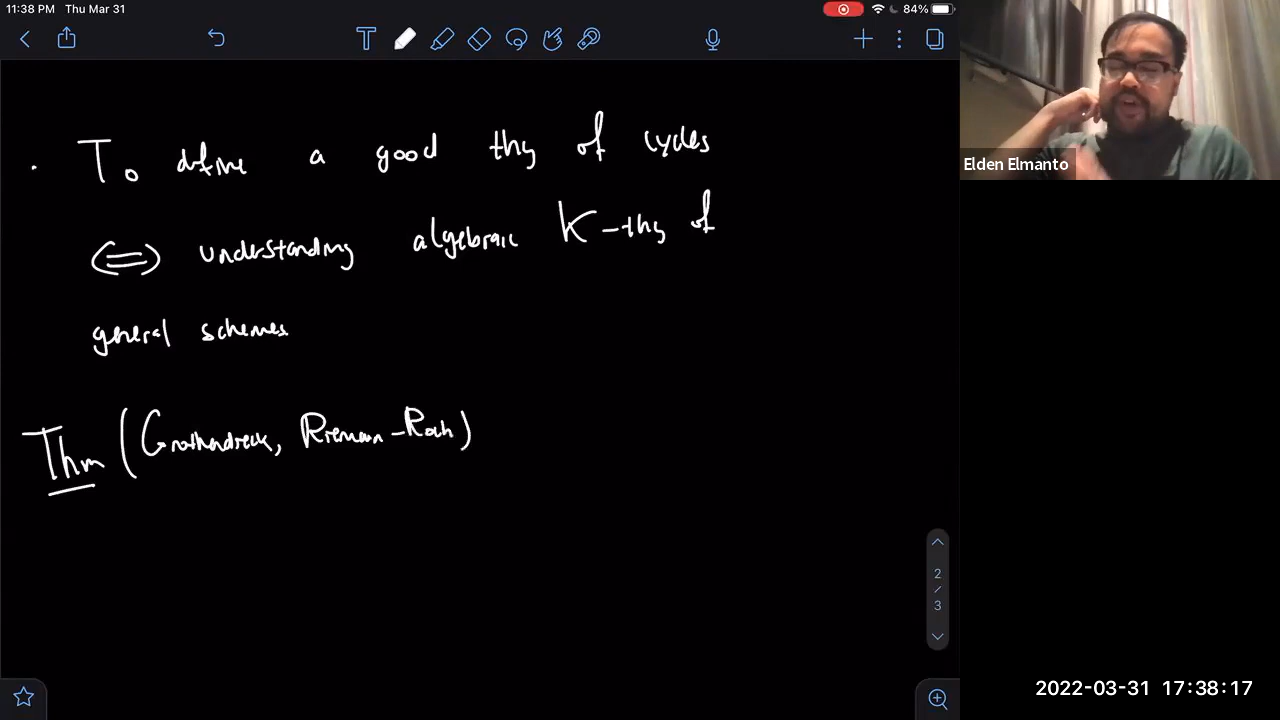 11:38 PM Thu Mar 31
84%
. To define a good thy of cycles
⟺ understanding algebraic K-thy of
general schemes
Thm (Grothendieck, Riemann-Roch)
2
/
3
Elden Elmanto
2022-03-31 17:38:17